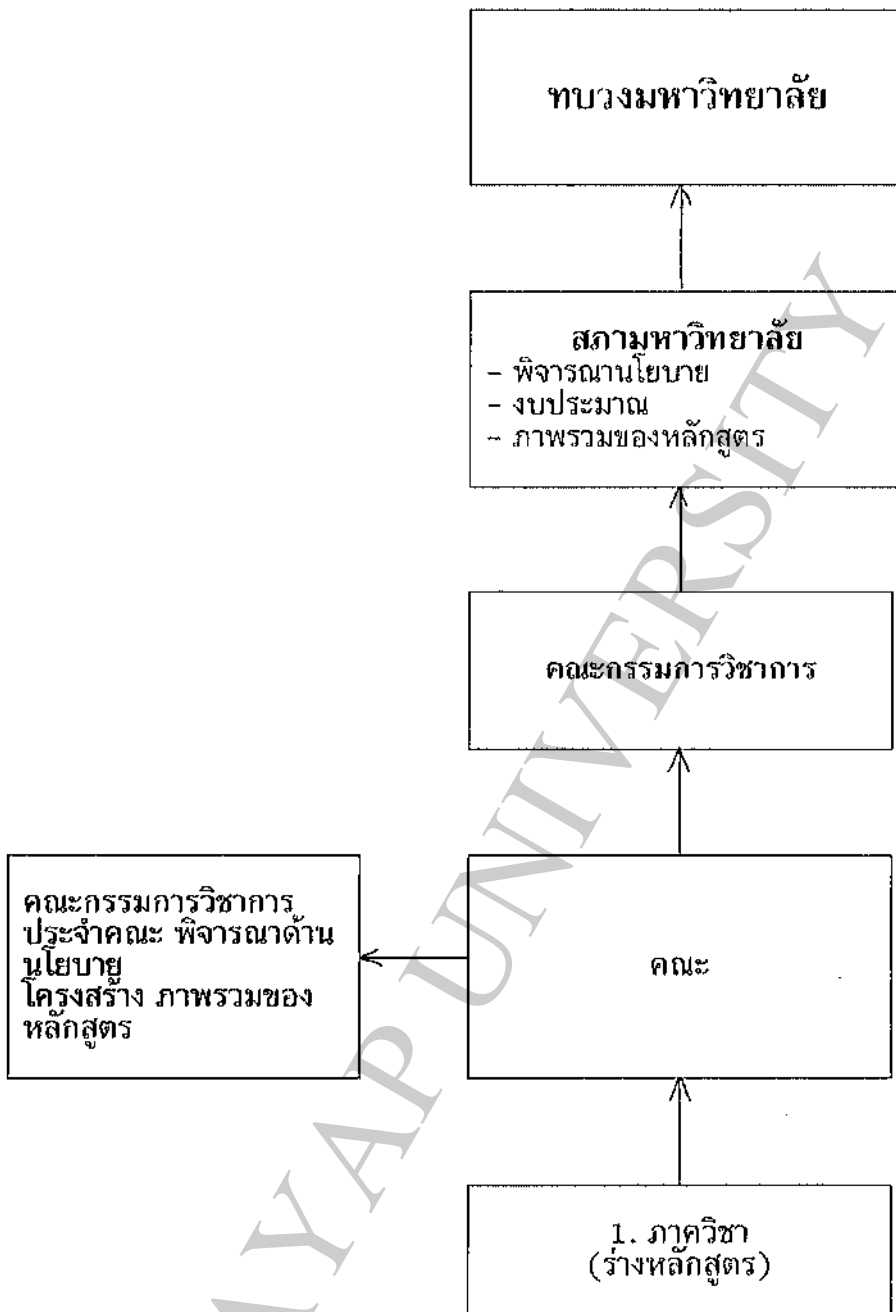 ทบวงมหาวิทยาลัย
สภามหาวิทยาลัย
- พิจารณานโยบาย
- งบประมาณ
- ภาพรวมของหลักสูตร
คณะกรรมการวิชาการ
คณะกรรมการวิชาการ
ประจำคณะ พิจารณาด้าน
นโยบาย
โครงสร้าง ภาพรวมของ
หลักสูตร
คณะ
1. ภาควิชา
(ร่างหลักสูตร)
YAP UNIVERSITY